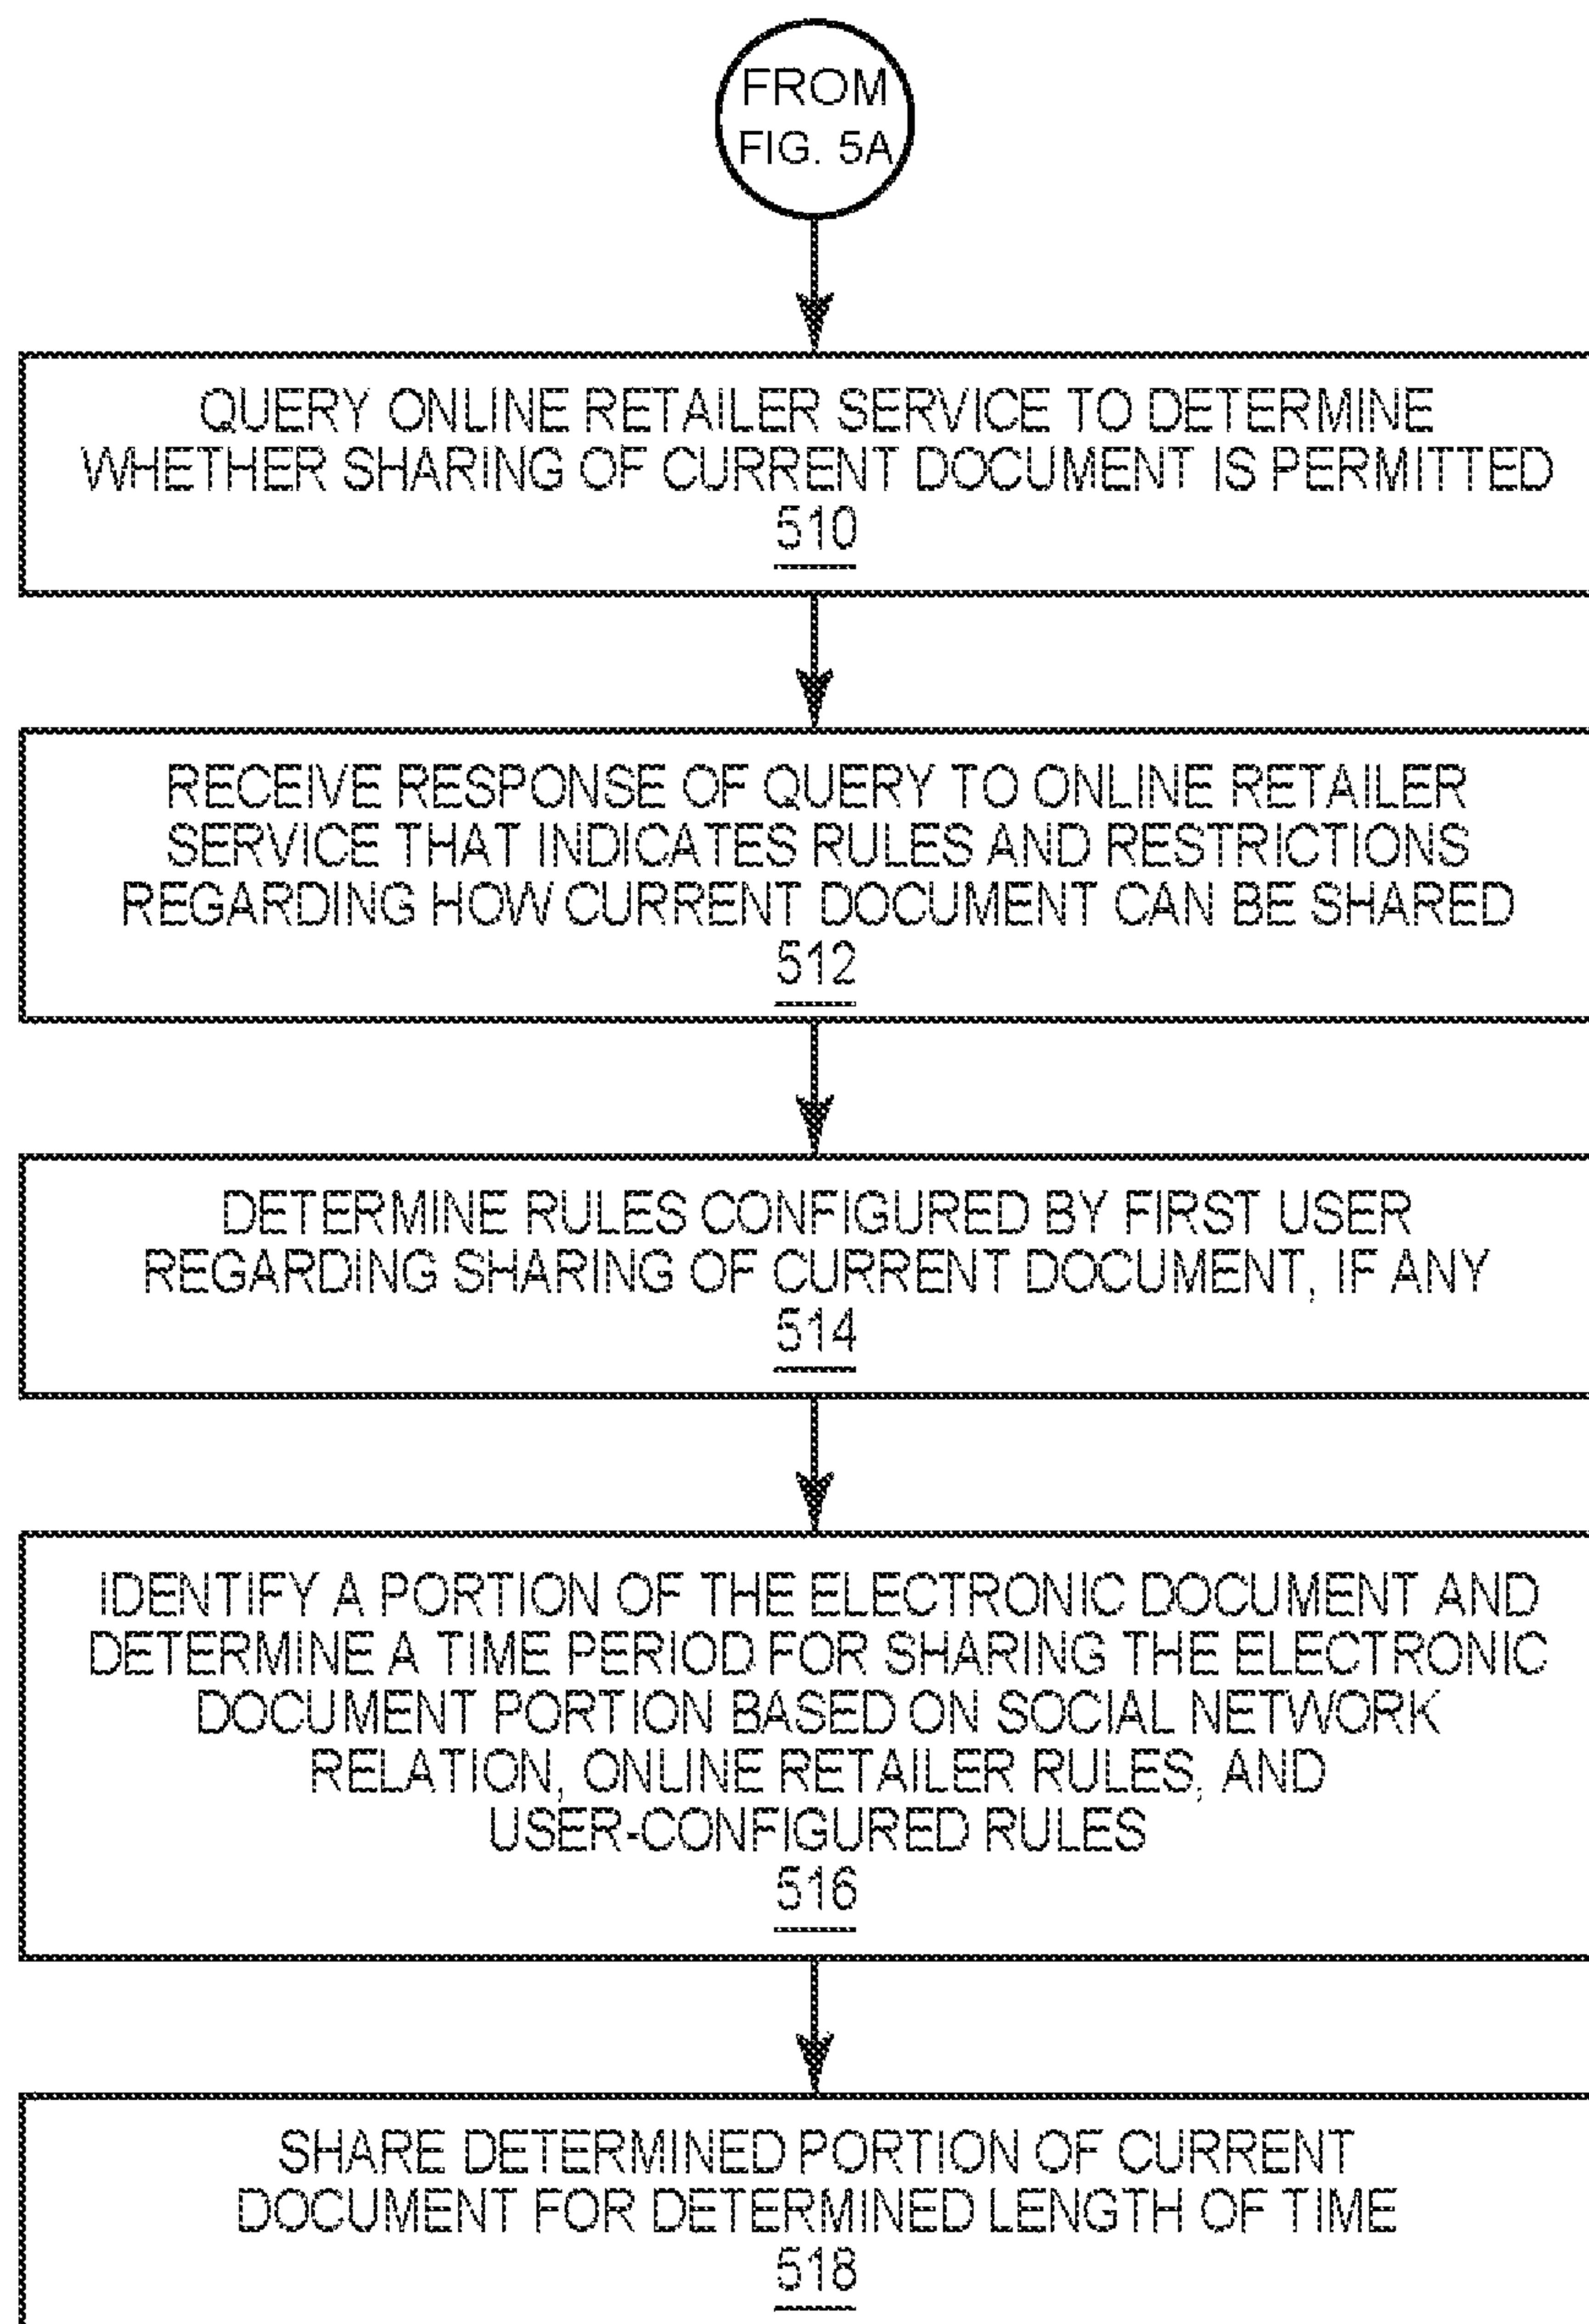 FROM
FIG. 5A
QUERY ONLINE RETAILER SERVICE TO DETERMINE
WHETHER SHARING OF CURRENT DOCUMENT IS PERMITTED
510
RECEIVE RESPONSE OF QUERY TO ONLINE RETAILER
SERVICE THAT INDICATES RULES AND RESTRICTIONS
REGARDING HOW CURRENT DOCUMENT CAN BE SHARED
512
DETERMINE RULES CONFIGURED BY FIRST USER
REGARDING SHARING OF CURRENT DOCUMENT, IF ANY
514
IDENTIFY A PORTION OF THE ELECTRONIC DOCUMENT AND
DETERMINE A TIME PERIOD FOR SHARING THE ELECTRONIC
DOCUMENT PORTION BASED ON SOCIAL NETWORK
RELATION, ONLINE RETAILER RULES, AND
USER-CONFIGURED RULES
516
SHARE DETERMINED PORTION OF CURRENT
DOCUMENT FOR DETERMINED LENGTH OF TIME
518